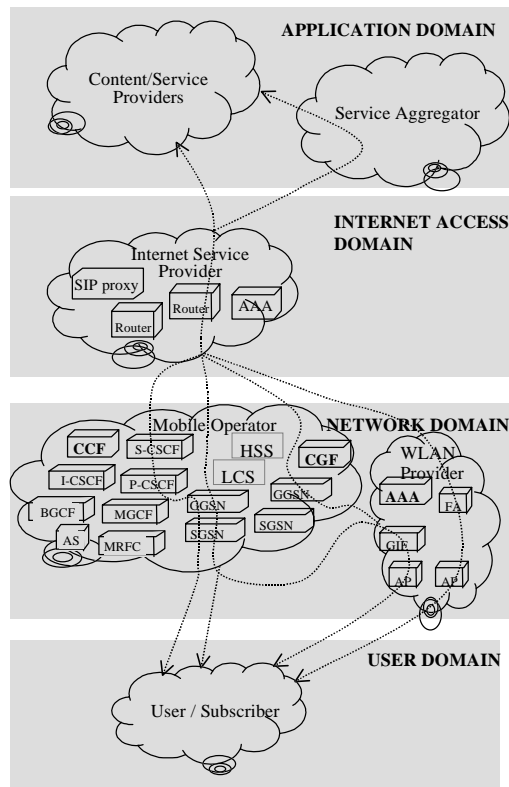 APPLICATION DOMAIN
Content/Service
Providers
Service Aggregator
INTERNET ACCESS
DOMAIN
Internet Service
Provider
SIP proxy
Router
Router
AAA
NETWORK DOMAIN
Mobile Operator
CCF
S-CSCF
HSS
CGF
I-CSCF
P-CSCF
LCS
GGSN
GGSN
BGCF
MGCF
SGSN
SGSN
AS
MRFC
WLAN
Provider
AAA
FA
GIF
AP
AP
USER DOMAIN
User / Subscriber